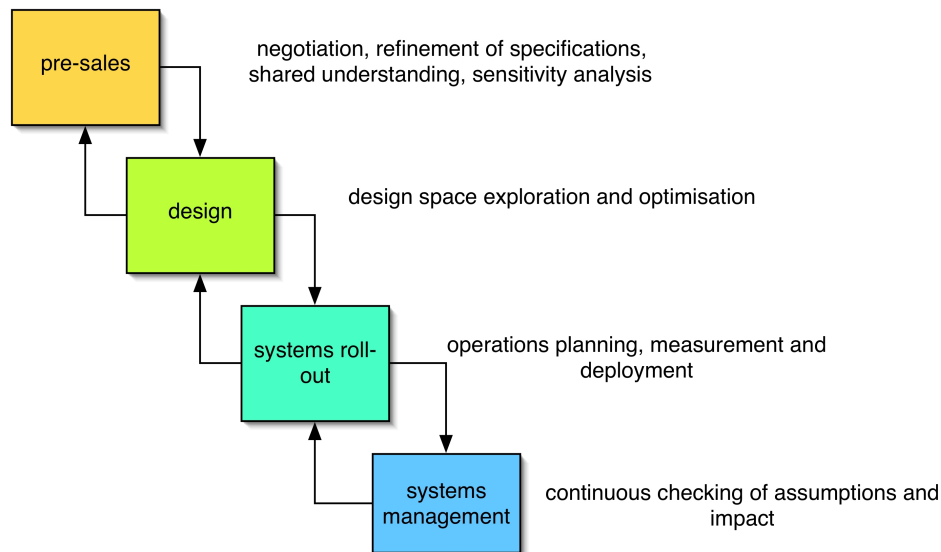 pre-sales
negotiation, refinement of specifications,
shared understanding, sensitivity analysis
design
design space exploration and optimisation
systems roll-
out
operations planning, measurement and
deployment
systems
management
continuous checking of assumptions and
impact